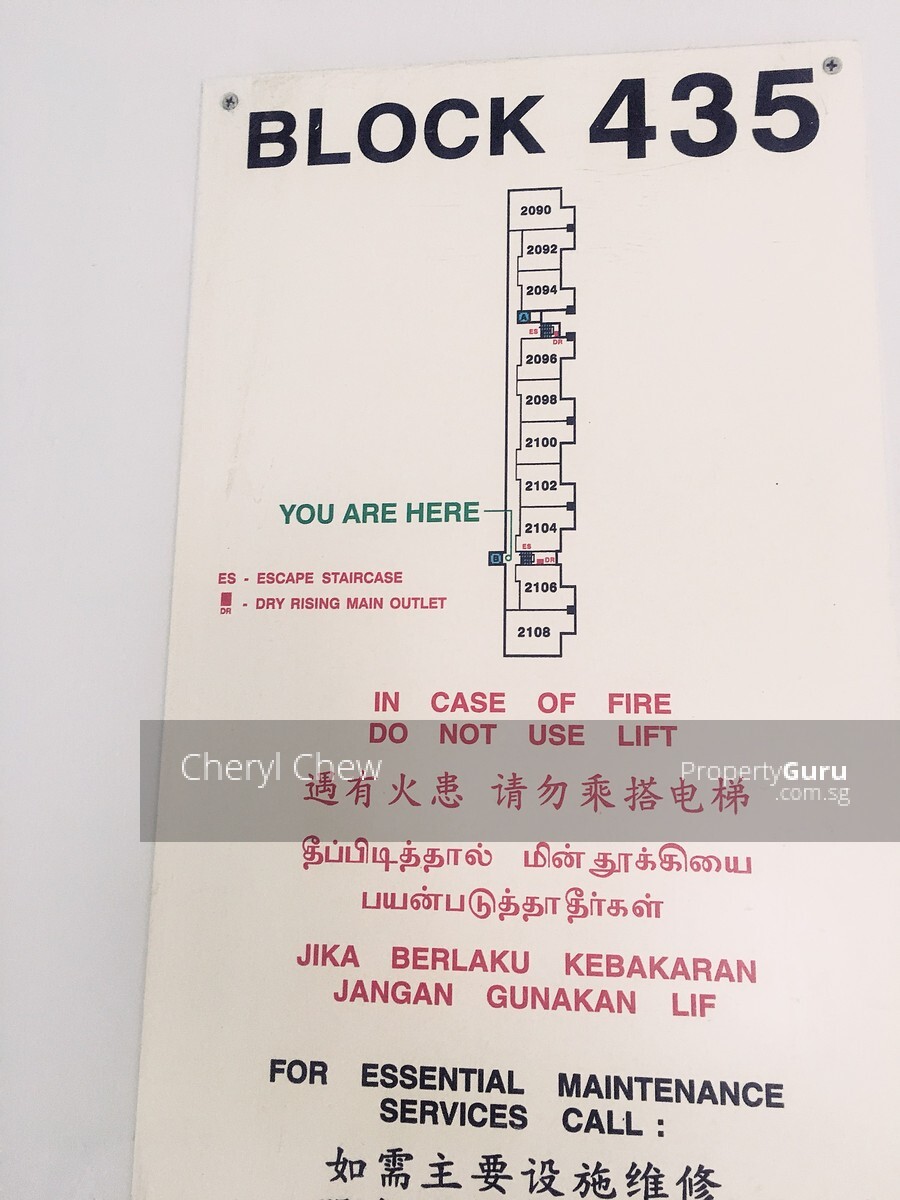 BLOCK 435
2090
2092
2094
A
ES
DR
2096
2098
2100
2102
YOU ARE HERE
2104
ES
B
DR
ES - ESCAPE STAIRCASE
2106
DR - DRY RISING MAIN OUTLET
2108
IN CASE OF FIRE
DO NOT USE LIFT
Cheryl Chew
PropertyGuru
.com.sg
遇有火患 请勿乘搭电梯
தீப்பிடித்தால் மின்தூக்கியை
பயன்படுத்தாதீர்கள்
JIKA BERLAKU KEBAKARAN
JANGAN GUNAKAN LIF
FOR ESSENTIAL MAINTENANCE
SERVICES CALL :
如需主要设施维修